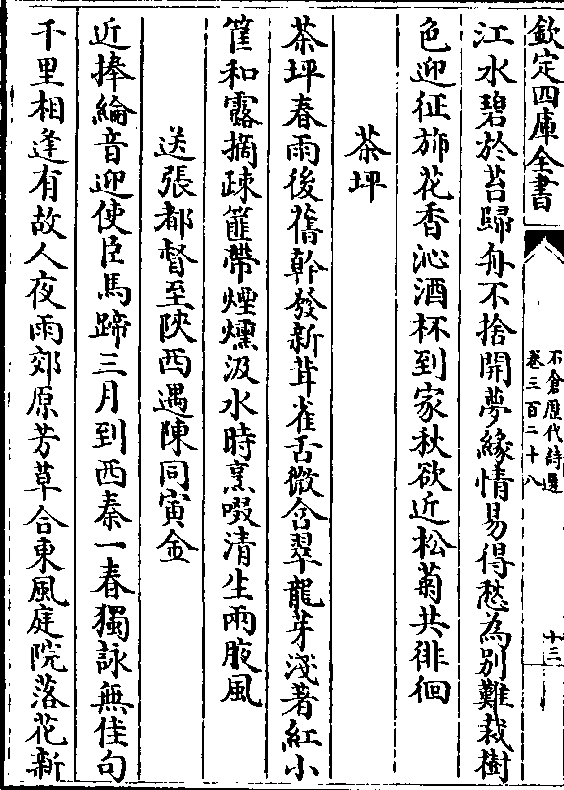 欽定四庫全書
石倉歷代詩選
卷三百二十八
十三
江水碧於苔歸舟不捨開夢緣情易得愁為別難裁樹
色迎征斾花香沁酒杯到家秋欲近松菊共徘徊
茶坪
茶坪春雨後舊幹發新茸雀舌微含翠龍芽淺著紅小
筐和露摘疎籠帶煙燻汲水時烹啜清生兩腋風
送張都督至陜西遇陳同寅金
近捧綸音迎使臣馬蹄三月到西秦一春獨詠無佳句
千里相逢有故人夜雨郊原芳草合東風庭院落花新